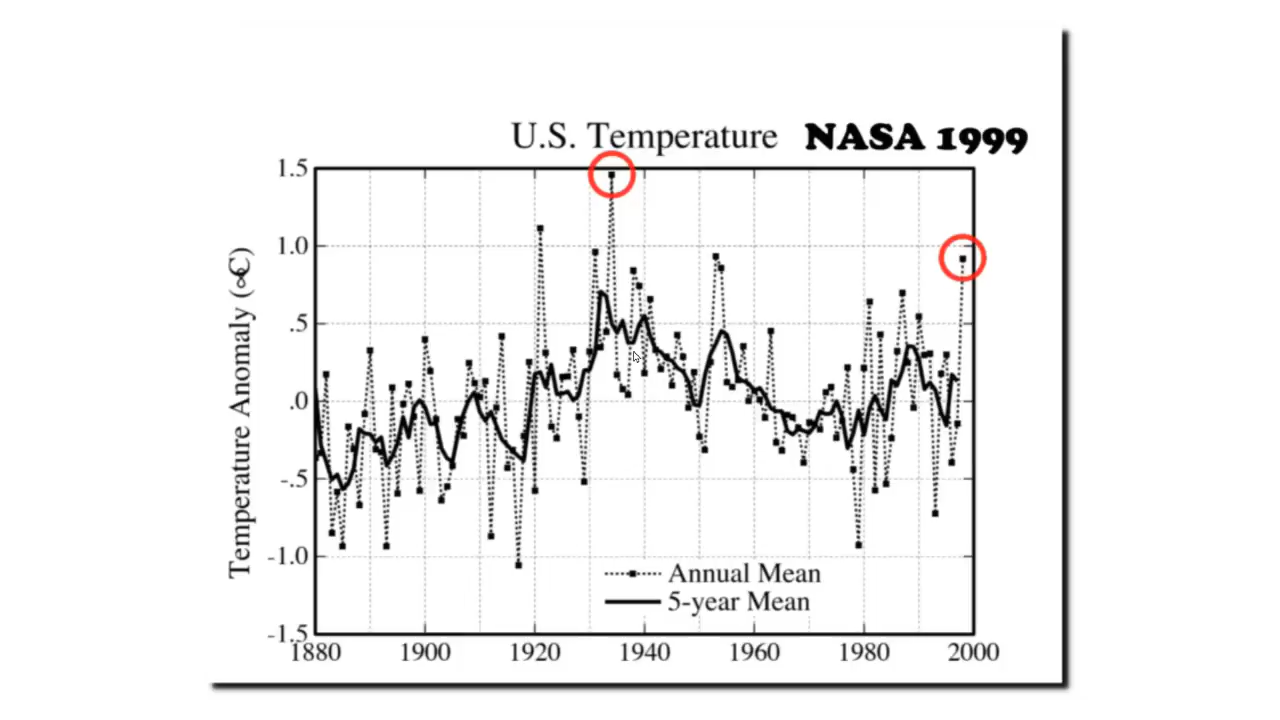 U.S. Temperature NASA 1999
1.5
1.0
.5
.0
-.5
-1.0
-1.5
Temperature Anomaly (°C)
Annual Mean
5-year Mean
1880 1900 1920 1940 1960 1980 2000